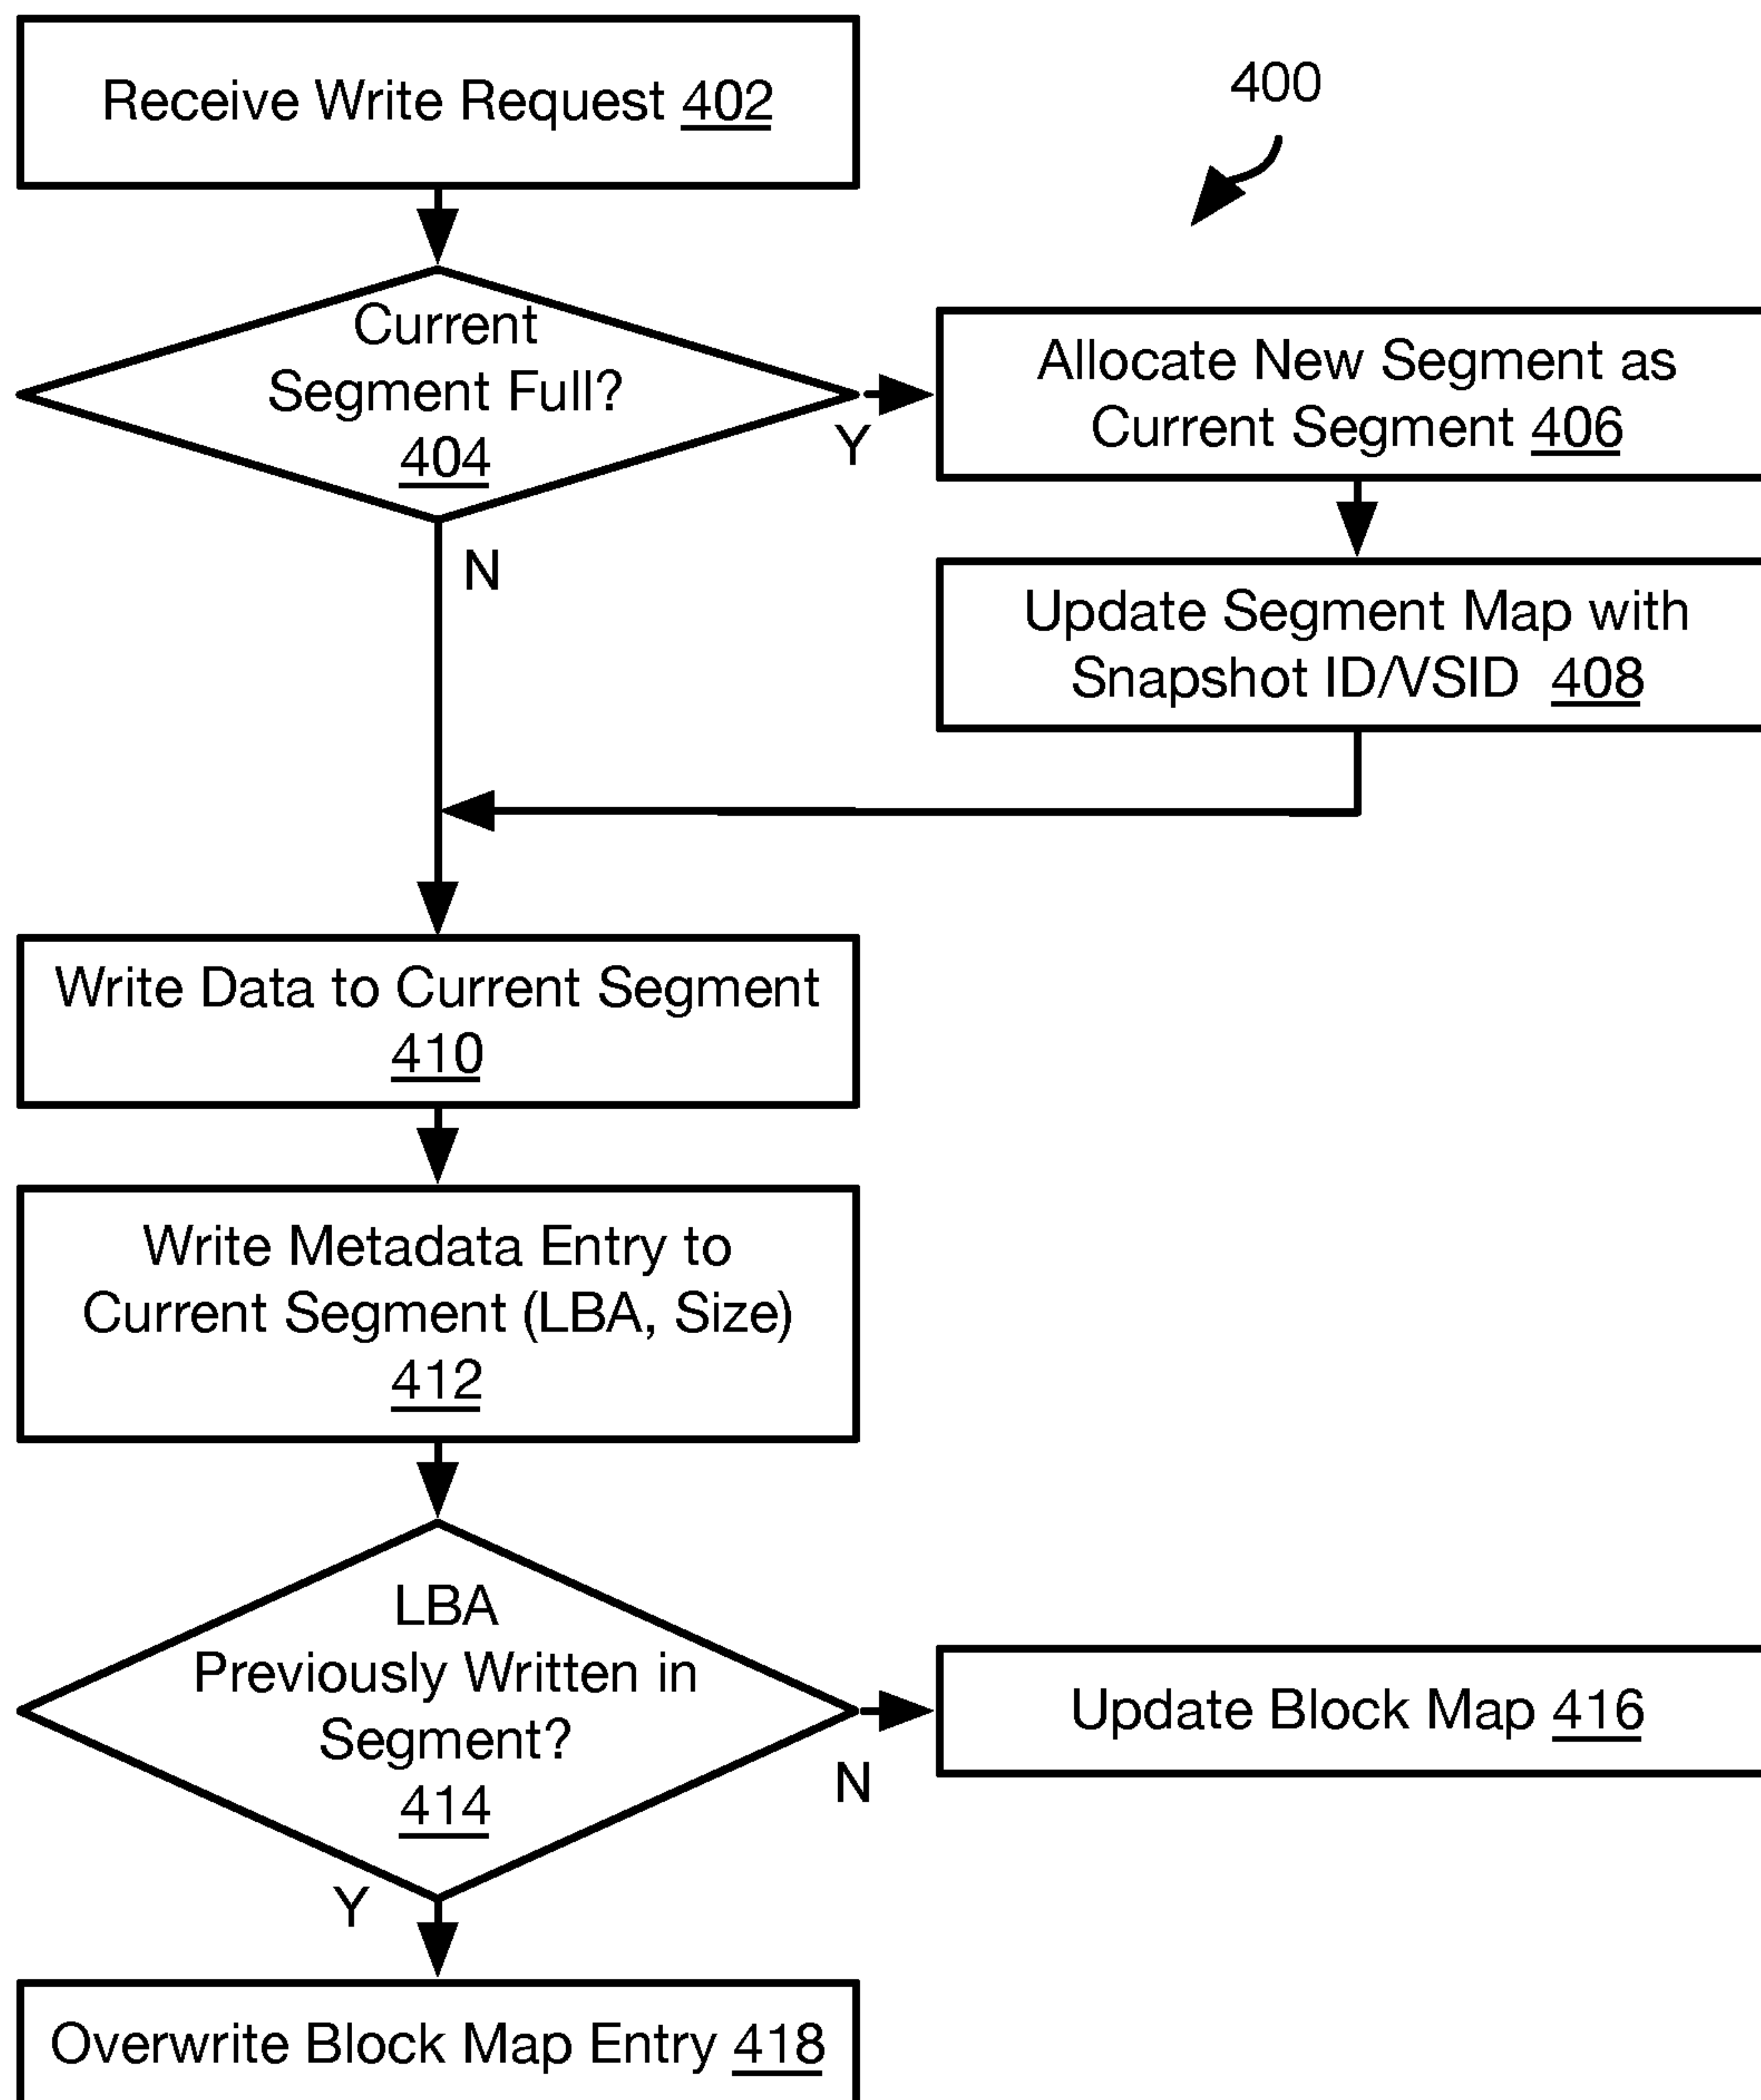 Receive Write Request 402
400
Current
Segment Full?
404
Y
N
Allocate New Segment as
Current Segment 406
Update Segment Map with
Snapshot ID/VSID 408
Write Data to Current Segment
410
Write Metadata Entry to
Current Segment (LBA, Size)
412
LBA
Previously Written in
Segment?
414
N
Y
Update Block Map 416
Overwrite Block Map Entry 418